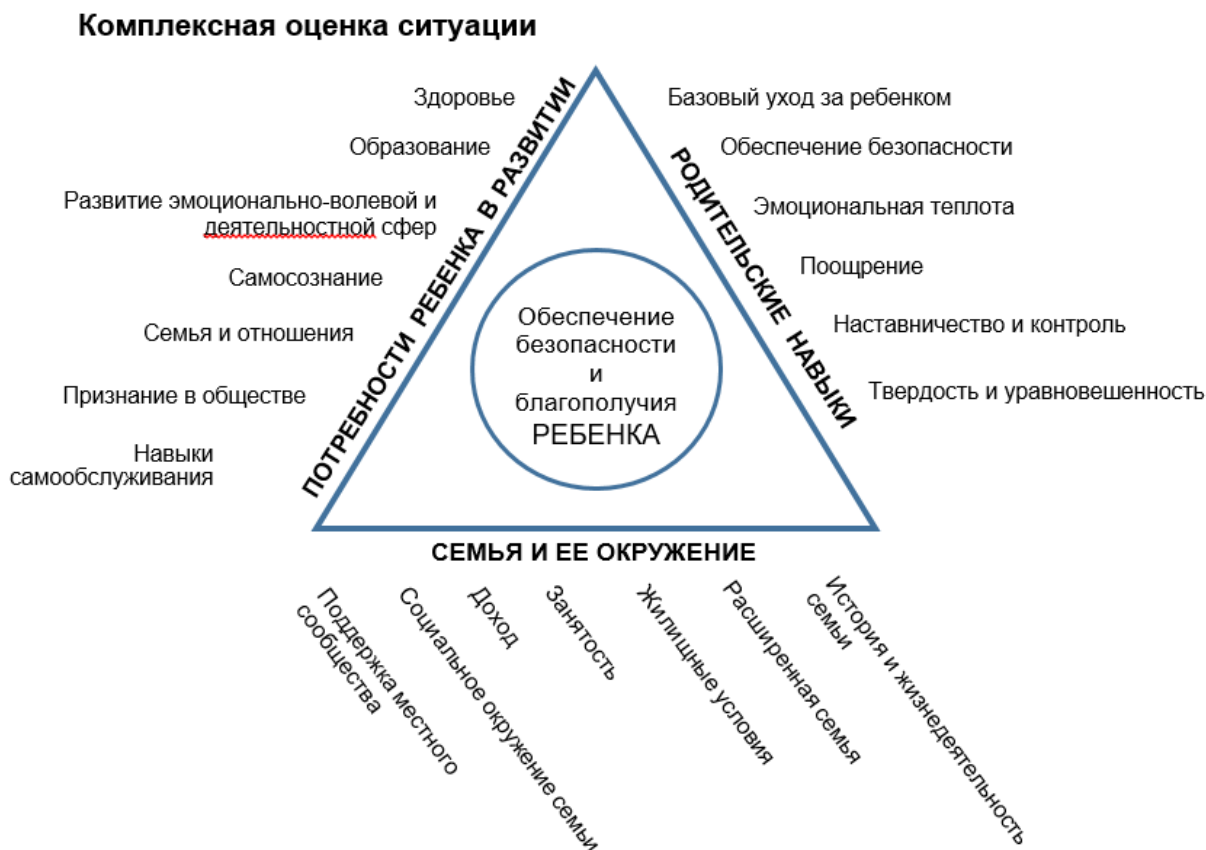 Комплексная оценка ситуации
Здоровье
Образование
Развитие эмоционально-волевой и
деятельностной сфер
Самосознание
Семья и отношения
Признание в обществе
Навыки
самообслуживания
ПОТРЕБНОСТИ РЕБЕНКА В РАЗВИТИИ
Базовый уход за ребенком
Обеспечение безопасности
Эмоциональная теплота
Поощрение
Наставничество и контроль
Твердость и уравновешенность
РОДИТЕЛЬСКИЕ НАВЫКИ
Обеспечение
безопасности
и
благополучия
РЕБЕНКА
СЕМЬЯ И ЕЕ ОКРУЖЕНИЕ
Поддержка местного
сообщества
Социальное окружение семьи
Доход
Занятость
Жилищные условия
Расширенная семья
История и жизнедеятельность
семьи